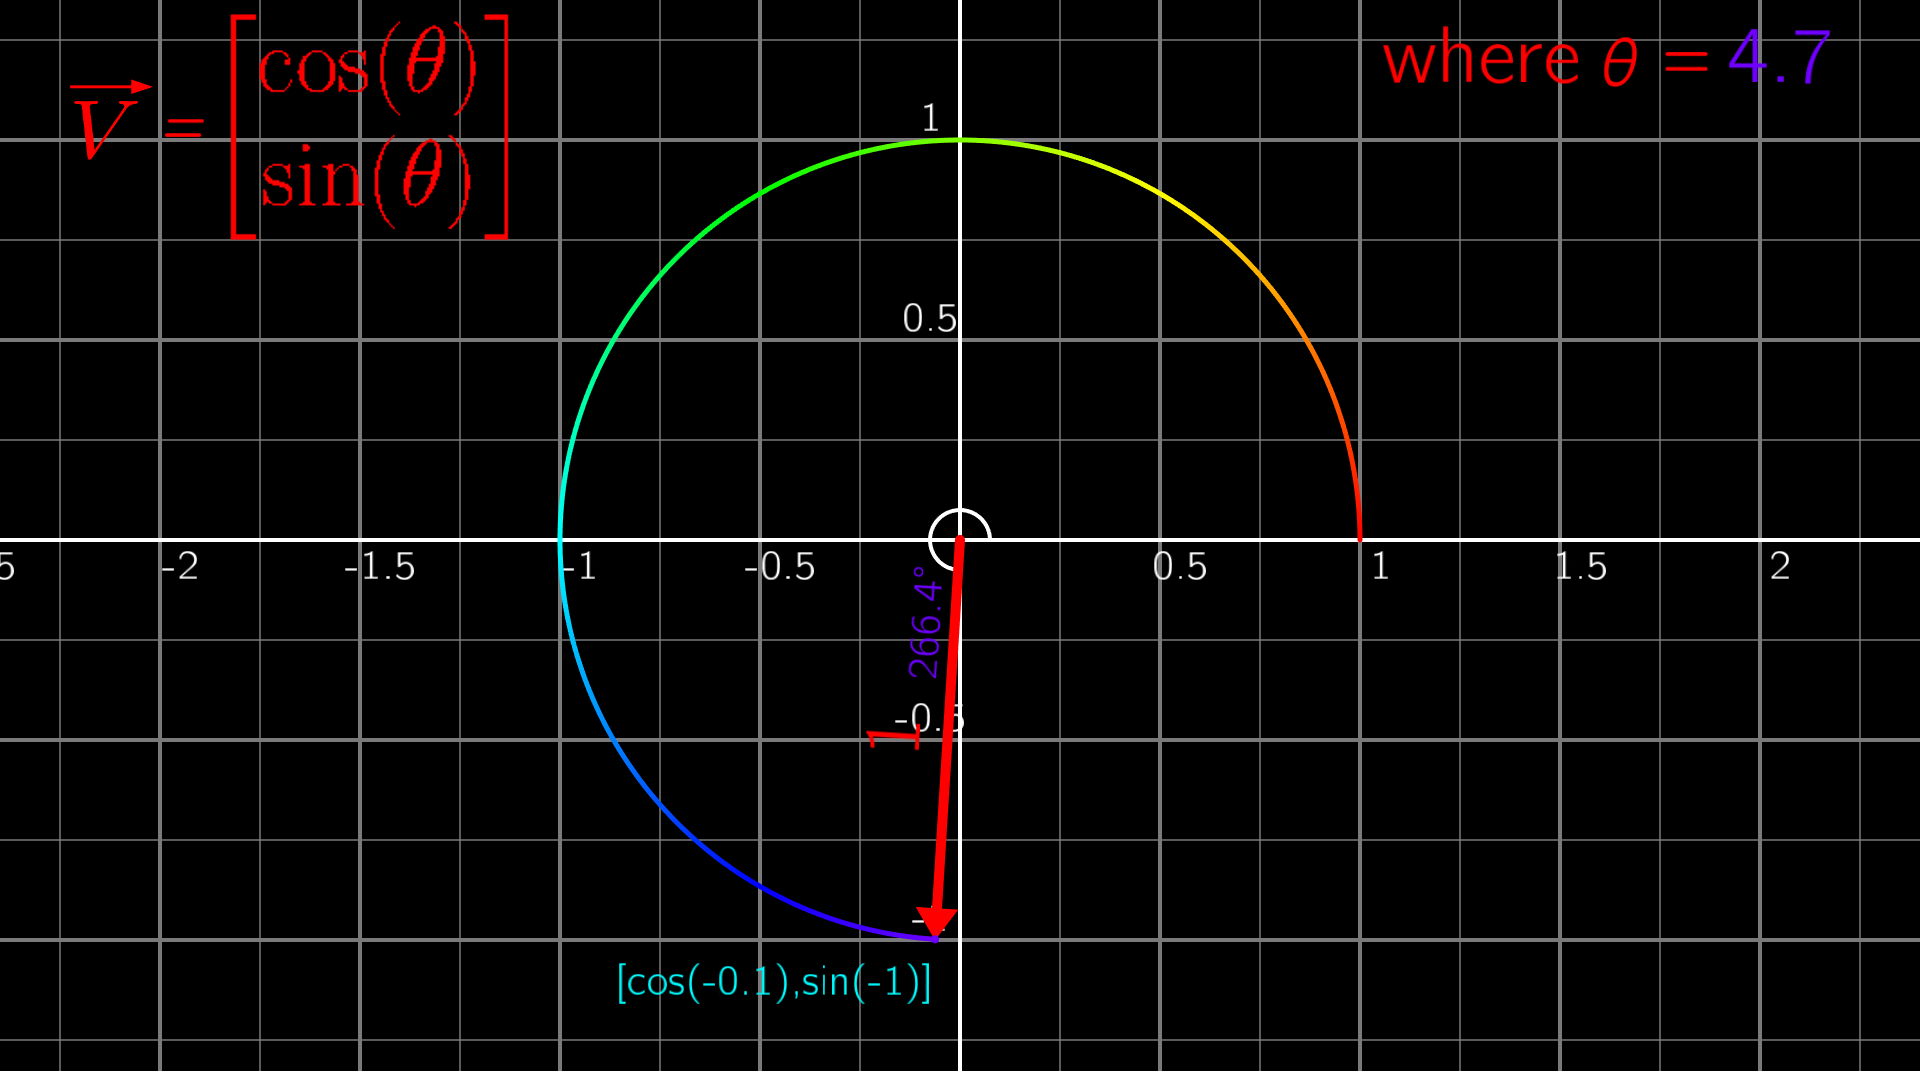 V = [cos(θ)
sin(θ)]
where θ = 4.7
1
0.5
5 -2 -1.5 -1 -0.5 0.5 1 1.5 2
266.4°
-0.5
1
[cos(-0.1),sin(-1)]